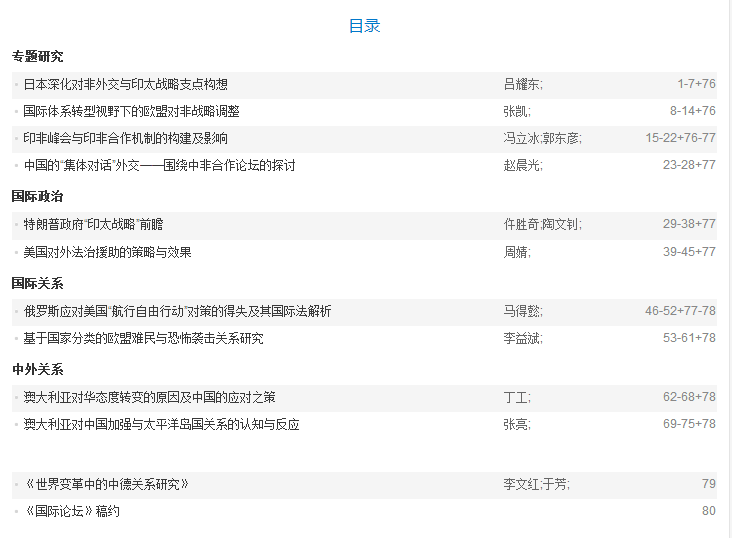 目录
专题研究
日本深化对非外交与印太战略支点构想 吕耀东; 1-7+76
国际体系转型视野下的欧盟对非战略调整 张凯; 8-14+76
印非峰会与印非合作机制的构建及影响 冯立冰;郭东彦; 15-22+76-77
中国的“集体对话”外交——围绕中非合作论坛的探讨 赵晨光; 23-28+77
国际政治
特朗普政府“印太战略”前瞻 仵胜奇;陶文钊; 29-38+77
美国对外法治援助的策略与效果 周婧; 39-45+77
国际关系
俄罗斯应对美国“航行自由行动”对策的得失及其国际法解析 马得懿; 46-52+77-78
基于国家分类的欧盟难民与恐怖袭击关系研究 李益斌; 53-61+78
中外关系
澳大利亚对华态度转变的原因及中国的应对之策 丁工; 62-68+78
澳大利亚对中国加强与太平洋岛国关系的认知与反应 张亮; 69-75+78
《世界变革中的中德关系研究》 李文红;于芳; 79
《国际论坛》稿约 80